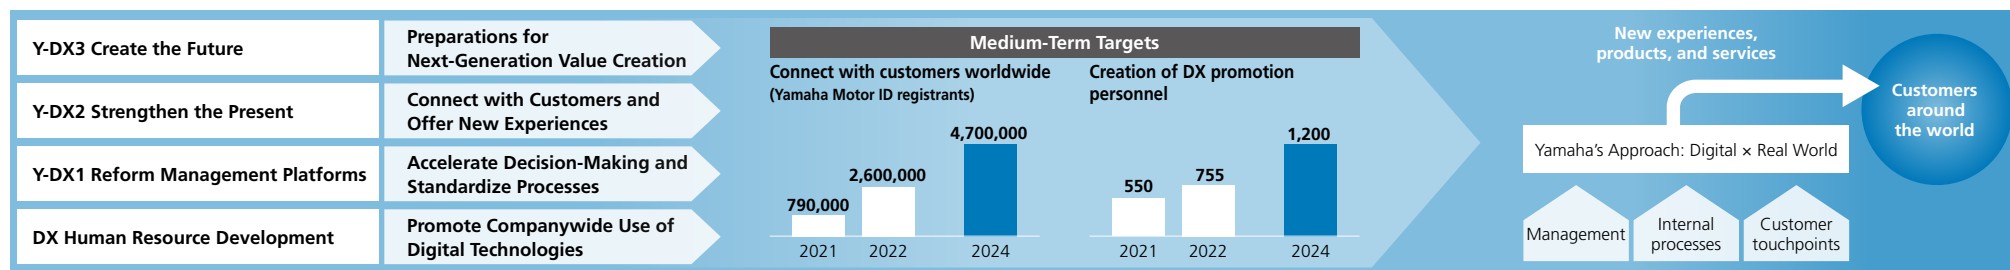 Y-DX3 Create the Future
Preparations for
Next-Generation Value Creation
Y-DX2 Strengthen the Present
Connect with Customers and
Offer New Experiences
Y-DX1 Reform Management Platforms
Accelerate Decision-Making and
Standardize Processes
DX Human Resource Development
Promote Companywide Use of
Digital Technologies
Medium-Term Targets
Connect with customers worldwide
(Yamaha Motor ID registrants)
790,000
2,600,000
4,700,000
2021
2022
2024
Creation of DX promotion
personnel
550
755
1,200
2021
2022
2024
New experiences,
products, and services
Customers
around
the world
Yamaha’s Approach: Digital × Real World
Management
Internal
processes
Customer
touchpoints